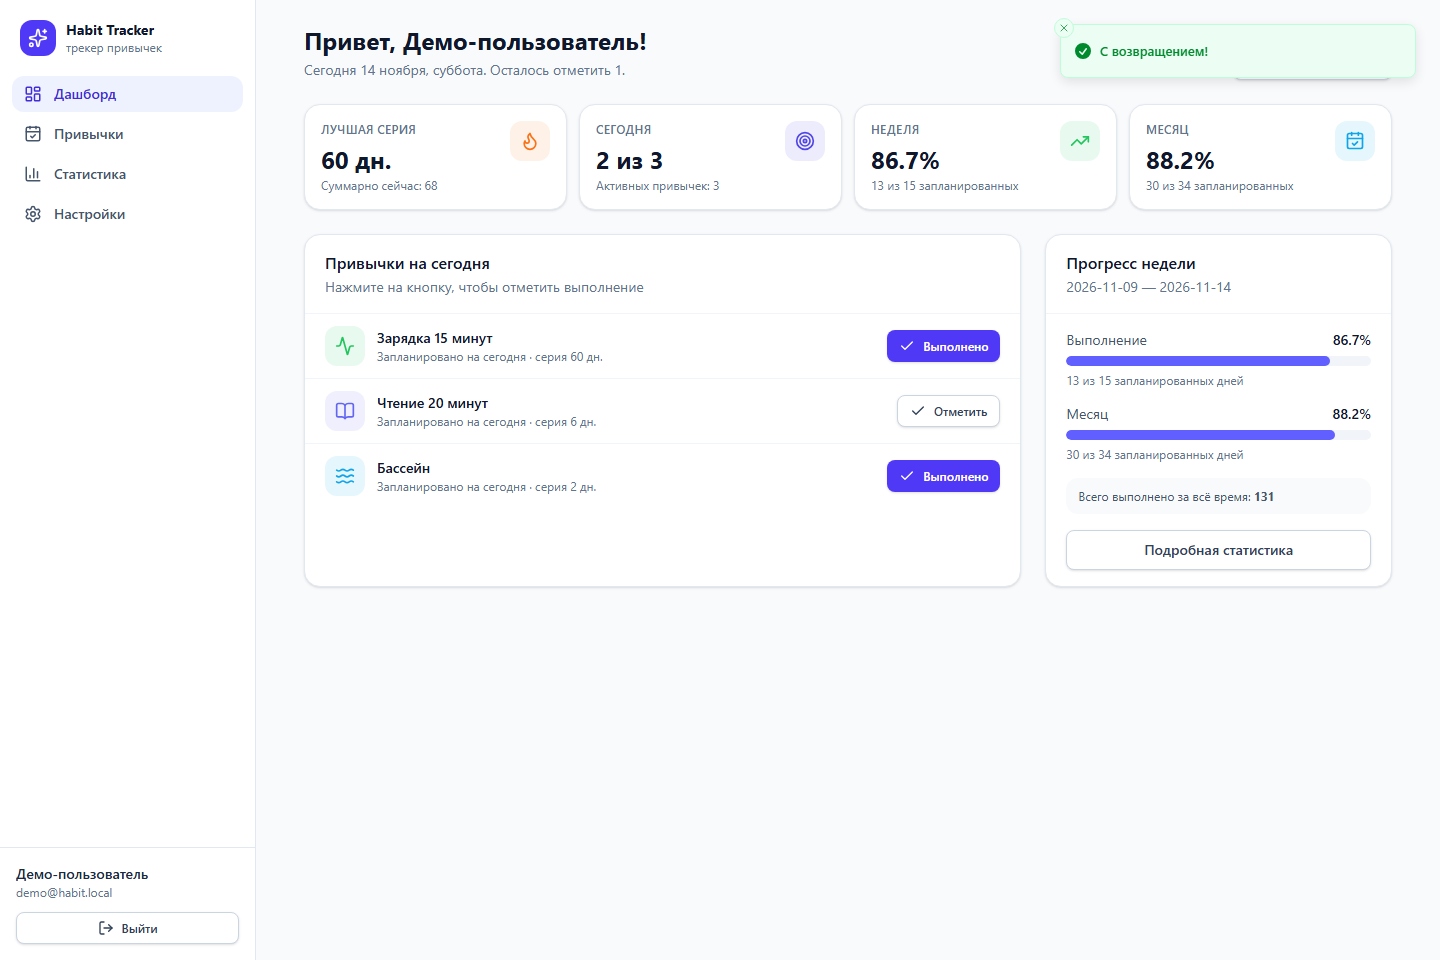 Habit Tracker
трекер привычек
Дашборд
Привычки
Статистика
Настройки
Демо-пользователь
demo@habit.local
Выйти
Привет, Демо-пользователь!
Сегодня 14 ноября, суббота. Осталось отметить 1.
С возвращением!
ЛУЧШАЯ СЕРИЯ
60 дн.
Суммарно сейчас: 68
СЕГОДНЯ
2 из 3
Активных привычек: 3
НЕДЕЛЯ
86.7%
13 из 15 запланированных
МЕСЯЦ
88.2%
30 из 34 запланированных
Привычки на сегодня
Нажмите на кнопку, чтобы отметить выполнение
Зарядка 15 минут
Запланировано на сегодня · серия 60 дн.
Выполнено
Чтение 20 минут
Запланировано на сегодня · серия 6 дн.
Отметить
Бассейн
Запланировано на сегодня · серия 2 дн.
Выполнено
Прогресс недели
2026-11-09 — 2026-11-14
Выполнение 86.7%
13 из 15 запланированных дней
Месяц 88.2%
30 из 34 запланированных дней
Всего выполнено за всё время: 131
Подробная статистика